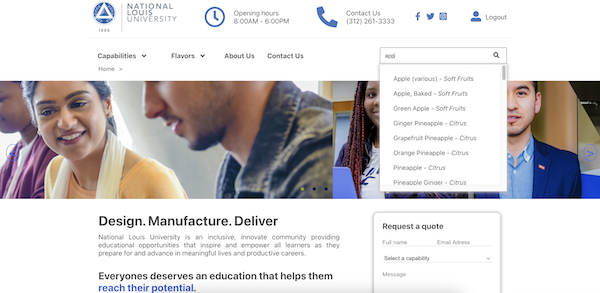 NATIONAL
LOUIS
UNIVERSITY
1886
Opening hours
8:00AM - 6:00PM
Contact Us
(312) 261-3333
Logout
Capabilities
Flavors
About Us
Contact Us
app
Home >
Apple (various) - Soft Fruits
Apple, Baked - Soft Fruits
Green Apple - Soft Fruits
Ginger Pineapple - Citrus
Grapefruit Pineapple - Citrus
Orange Pineapple - Citrus
Pineapple - Citrus
Pineapple Ginger - Citrus
Design. Manufacture. Deliver
National Louis University is an inclusive, innovate community providing
educational opportunities that inspire and empower all learners as they
prepare for and advance in meaningful lives and productive careers.
Everyones deserves an education that helps them
reach their potential.
Request a quote
Full name
Email Adress
Select a capability
Message